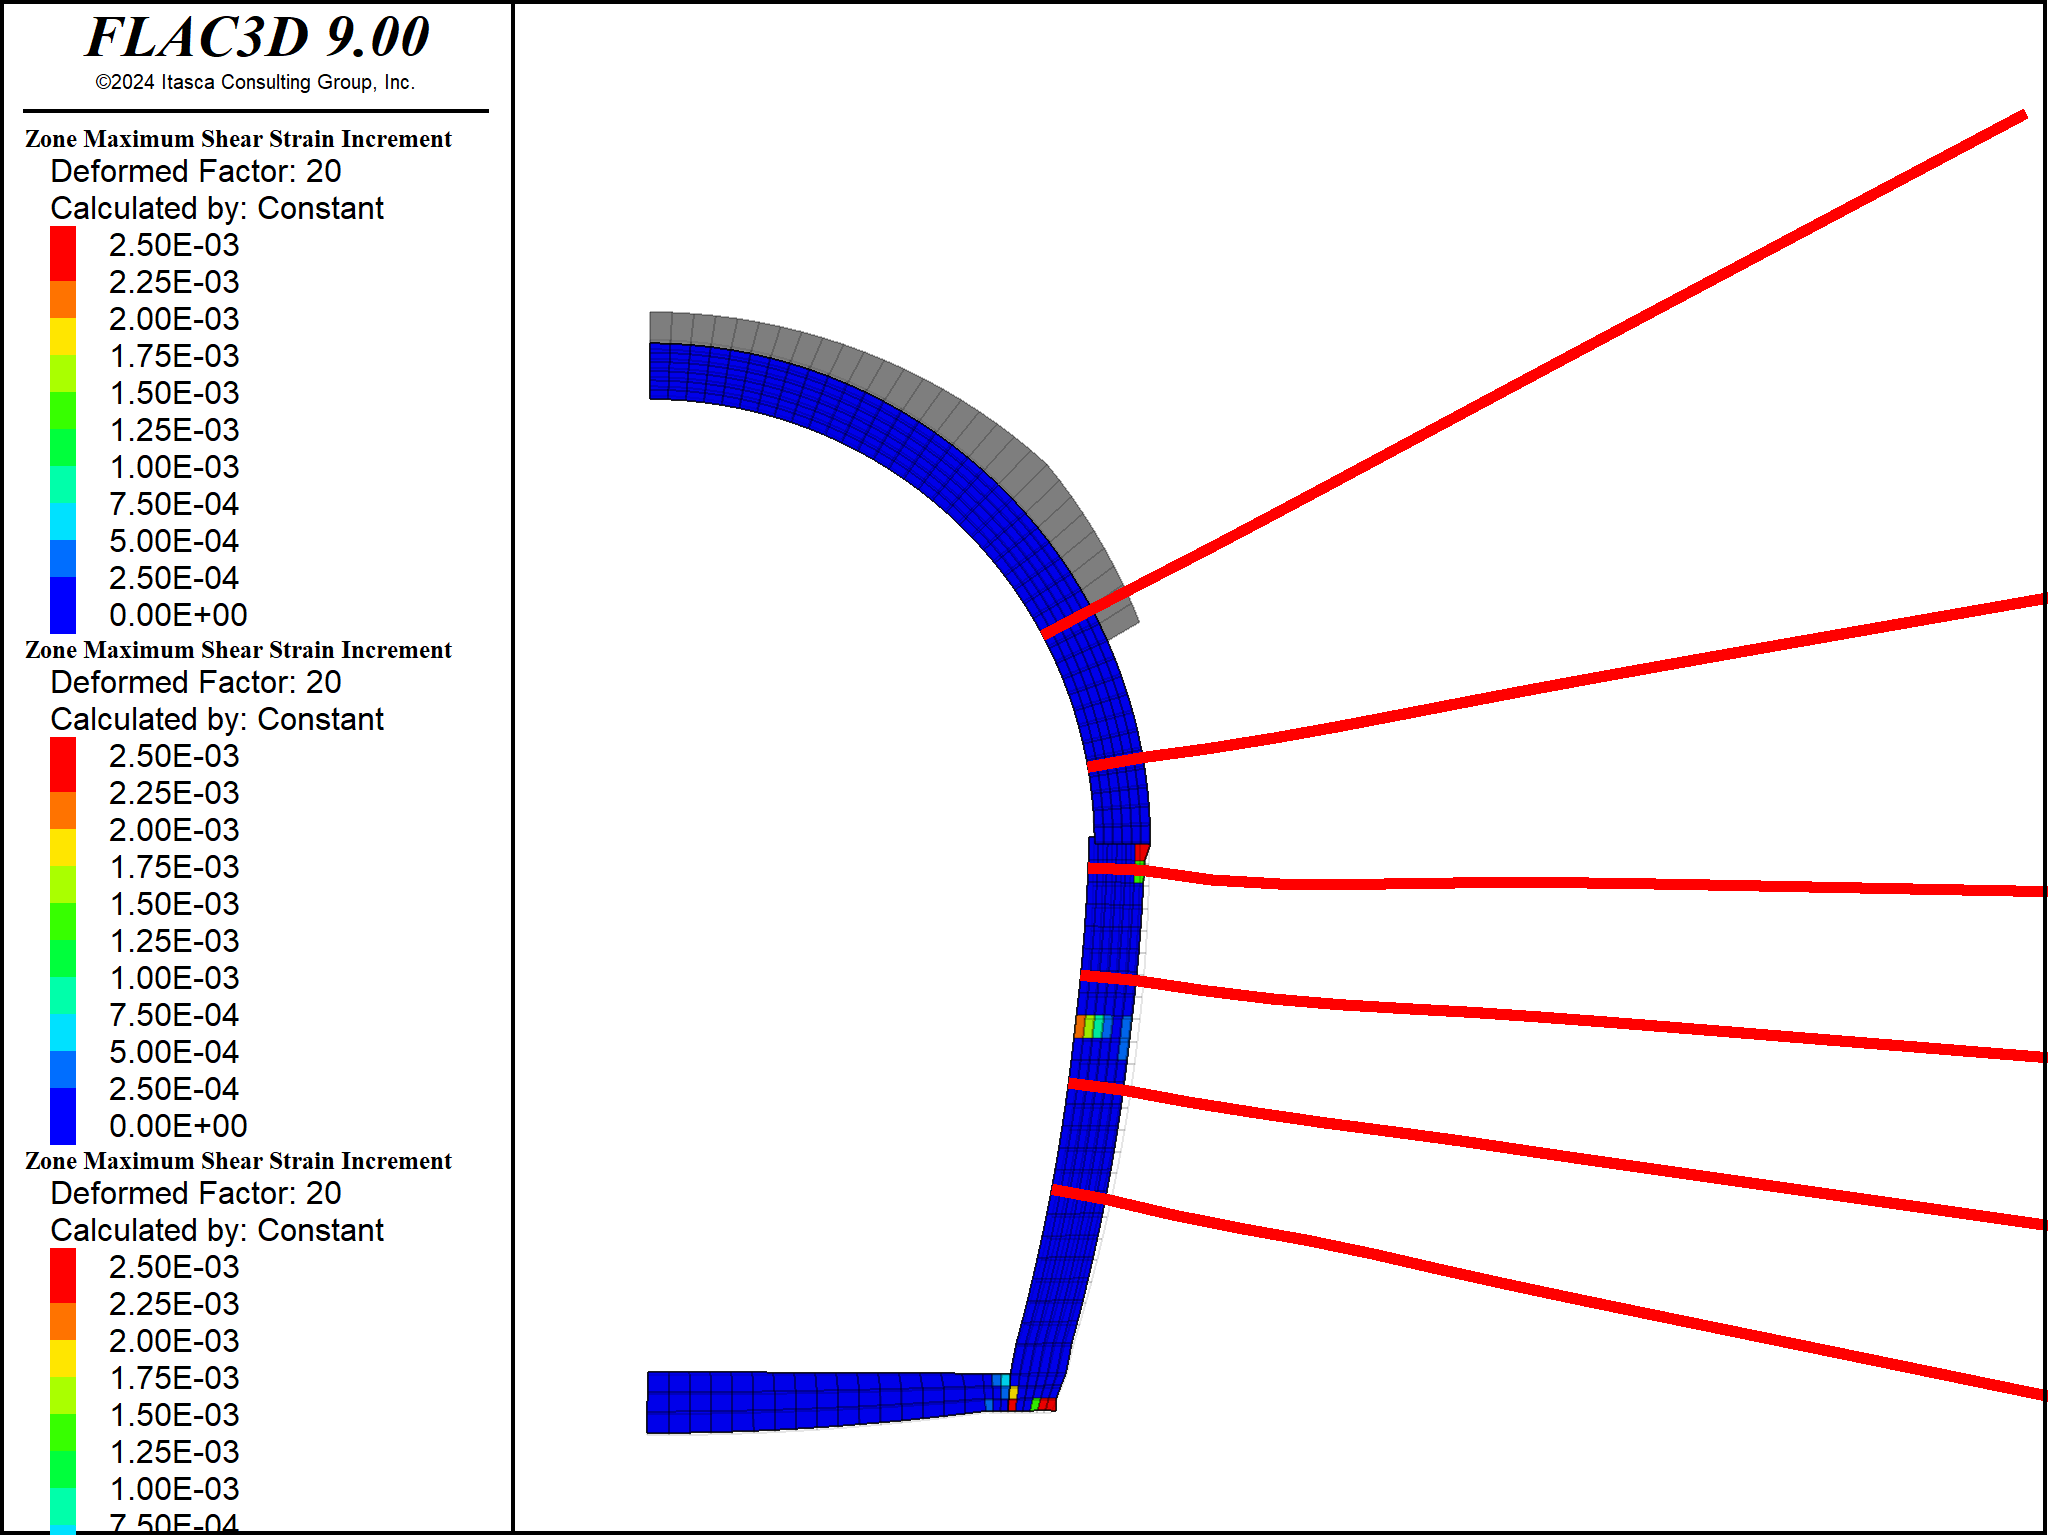 FLAC3D 9.00
©2024 Itasca Consulting Group, Inc.
Zone Maximum Shear Strain Increment
Deformed Factor: 20
Calculated by: Constant
2.50E-03
2.25E-03
2.00E-03
1.75E-03
1.50E-03
1.25E-03
1.00E-03
7.50E-04
5.00E-04
2.50E-04
0.00E+00
Zone Maximum Shear Strain Increment
Deformed Factor: 20
Calculated by: Constant
2.50E-03
2.25E-03
2.00E-03
1.75E-03
1.50E-03
1.25E-03
1.00E-03
7.50E-04
5.00E-04
2.50E-04
0.00E+00
Zone Maximum Shear Strain Increment
Deformed Factor: 20
Calculated by: Constant
2.50E-03
2.25E-03
2.00E-03
1.75E-03
1.50E-03
1.25E-03
1.00E-03
7.50E-04